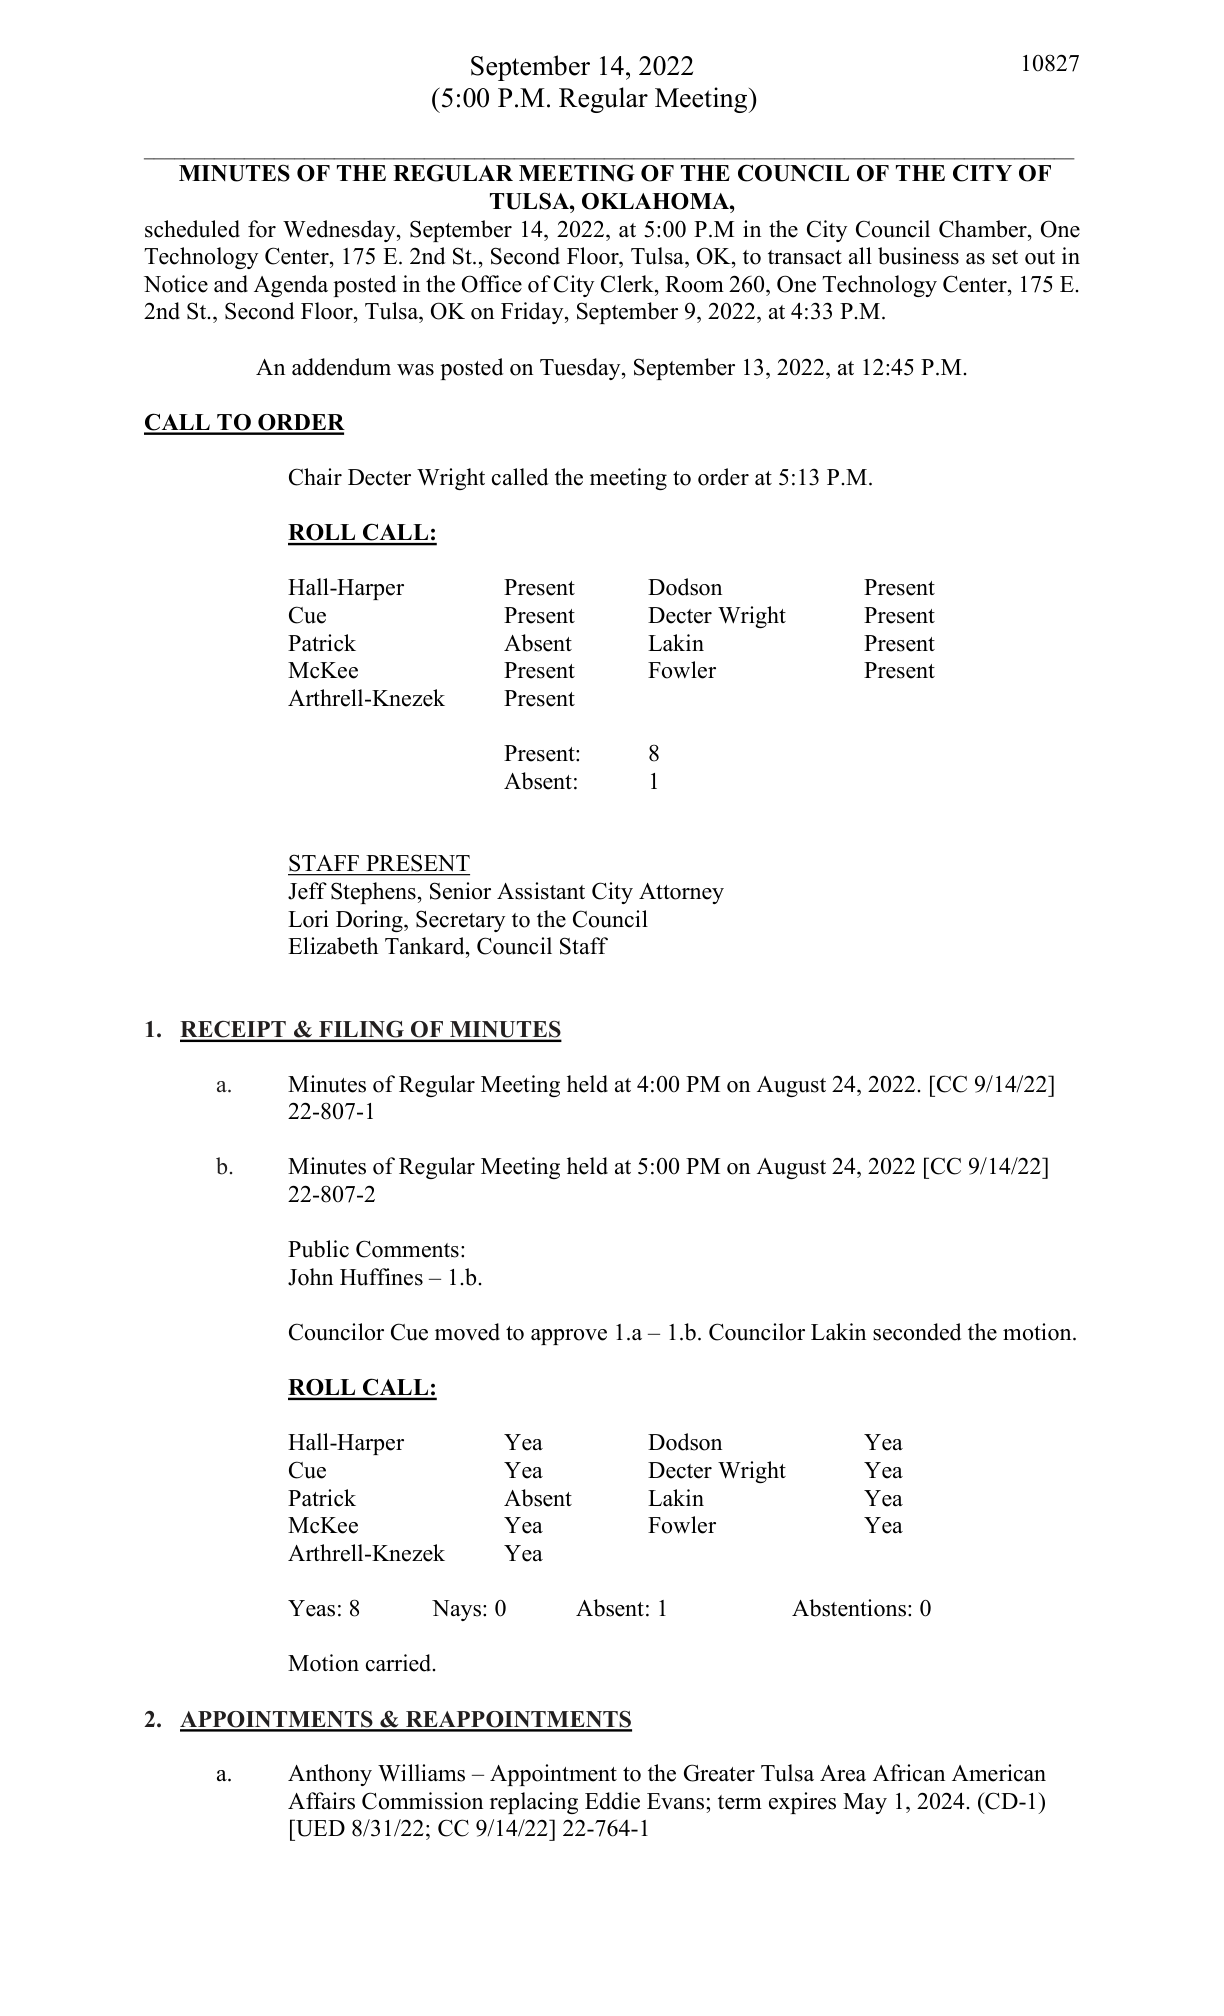 September 14, 2022
10827
(5:00 P.M. Regular Meeting)
MINUTES OF THE REGULAR MEETING OF THE COUNCIL OF THE CITY OF
TULSA, OKLAHOMA,
scheduled for Wednesday, September 14, 2022, at 5:00 P.M in the City Council Chamber, One
Technology Center, 175 E. 2nd St., Second Floor, Tulsa, OK, to transact all business as set out in
Notice and Agenda posted in the Office of City Clerk, Room 260, One Technology Center, 175 E.
2nd St., Second Floor, Tulsa, OK on Friday, September 9, 2022, at 4:33 P.M.
An addendum was posted on Tuesday, September 13, 2022, at 12:45 P.M.
CALL TO ORDER
Chair Decter Wright called the meeting to order at 5:13 P.M.
ROLL CALL:
Hall-Harper Present Dodson Present
Cue Present Decter Wright Present
Patrick Absent Lakin Present
McKee Present Fowler Present
Arthrell-Knezek Present
Present: 8
Absent: 1
STAFF PRESENT
Jeff Stephens, Senior Assistant City Attorney
Lori Doring, Secretary to the Council
Elizabeth Tankard, Council Staff
1. RECEIPT & FILING OF MINUTES
a. Minutes of Regular Meeting held at 4:00 PM on August 24, 2022. [CC 9/14/22]
22-807-1
b. Minutes of Regular Meeting held at 5:00 PM on August 24, 2022 [CC 9/14/22]
22-807-2
Public Comments:
John Huffines – 1.b.
Councilor Cue moved to approve 1.a – 1.b. Councilor Lakin seconded the motion.
ROLL CALL:
Hall-Harper Yea Dodson Yea
Cue Yea Decter Wright Yea
Patrick Absent Lakin Yea
McKee Yea Fowler Yea
Arthrell-Knezek Yea
Yeas: 8 Nays: 0 Absent: 1 Abstentions: 0
Motion carried.
2. APPOINTMENTS & REAPPOINTMENTS
a. Anthony Williams – Appointment to the Greater Tulsa Area African American
Affairs Commission replacing Eddie Evans; term expires May 1, 2024. (CD-1)
[UED 8/31/22; CC 9/14/22] 22-764-1